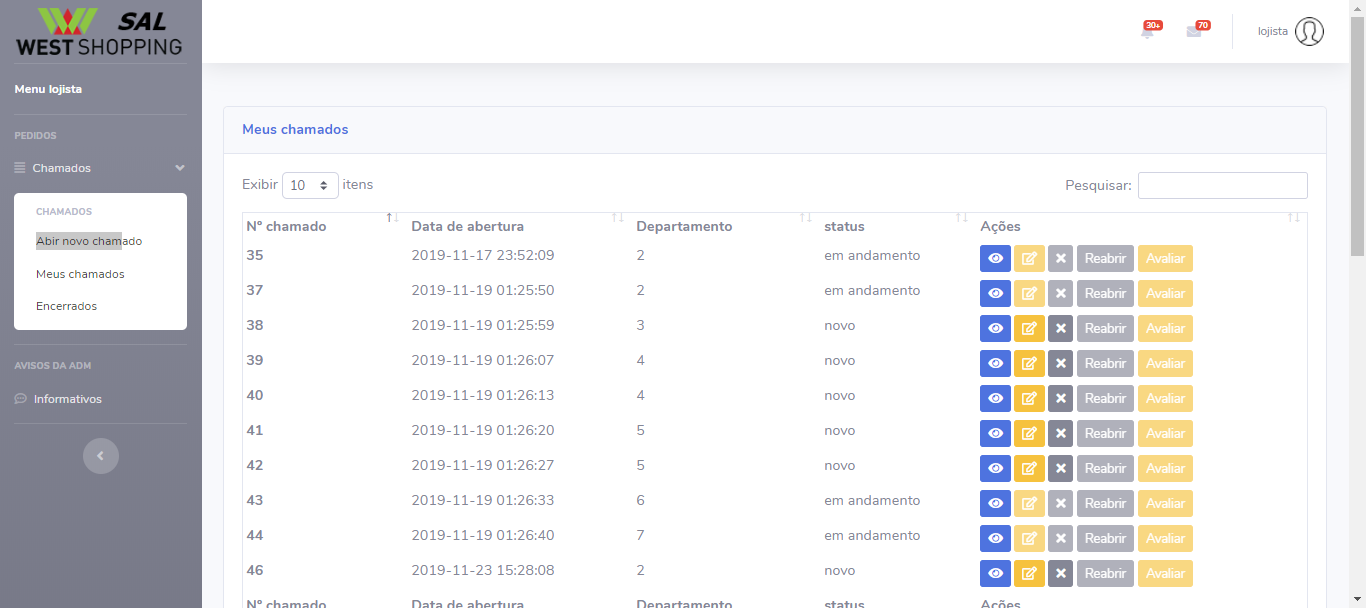 SAL
WEST SHOPPING
30+
70
lojista
Menu lojista
PEDIDOS
Chamados
CHAMADOS
Abir novo chamado
Meus chamados
Encerrados
AVISOS DA ADM
Informativos
Meus chamados
Exibir 10 itens
Pesquisar:
Nº chamado Data de abertura Departamento status Ações
35 2019-11-17 23:52:09 2 em andamento Reabrir Avaliar
37 2019-11-19 01:25:50 2 em andamento Reabrir Avaliar
38 2019-11-19 01:25:59 3 novo Reabrir Avaliar
39 2019-11-19 01:26:07 4 novo Reabrir Avaliar
40 2019-11-19 01:26:13 4 novo Reabrir Avaliar
41 2019-11-19 01:26:20 5 novo Reabrir Avaliar
42 2019-11-19 01:26:27 5 novo Reabrir Avaliar
43 2019-11-19 01:26:33 6 em andamento Reabrir Avaliar
44 2019-11-19 01:26:40 7 em andamento Reabrir Avaliar
46 2019-11-23 15:28:08 2 novo Reabrir Avaliar
Nº chamado Data de abertura Departamento status Ações